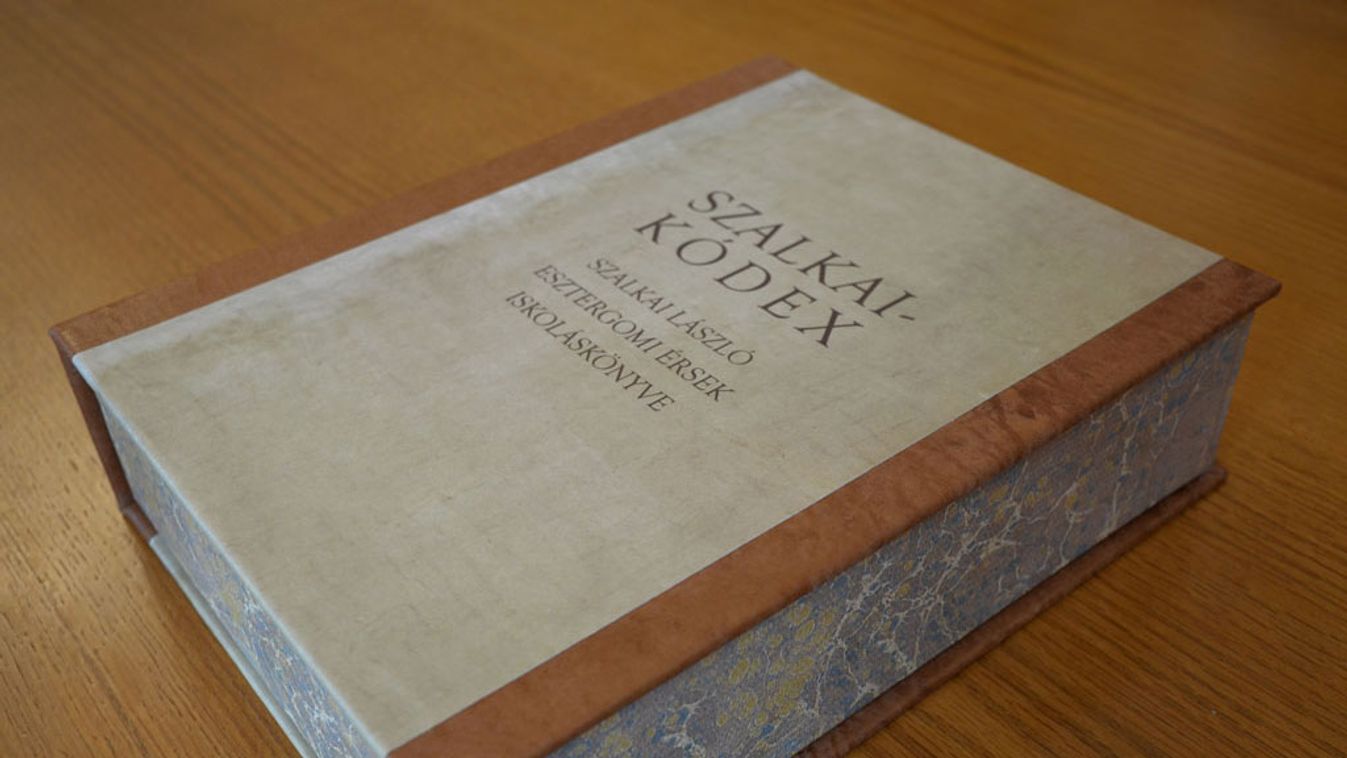 SZALKAI-
KÓDEX
SZALKAI LÁSZLÓ
ESZTERGOMI ÉRSEK
ISKOLÁSKÖNYVE